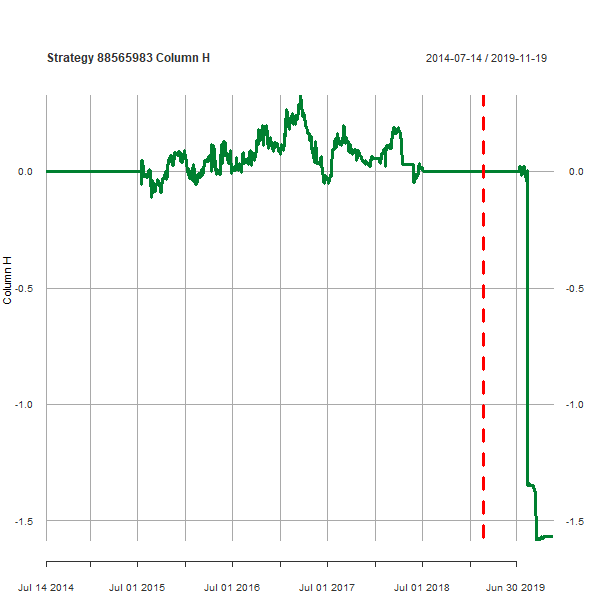 Strategy 88565983 Column H
2014-07-14 / 2019-11-19
Column H
0.0
-0.5
-1.0
-1.5
0.0
-0.5
-1.0
-1.5
Jul 14 2014
Jul 01 2015
Jul 01 2016
Jul 01 2017
Jul 01 2018
Jun 30 2019